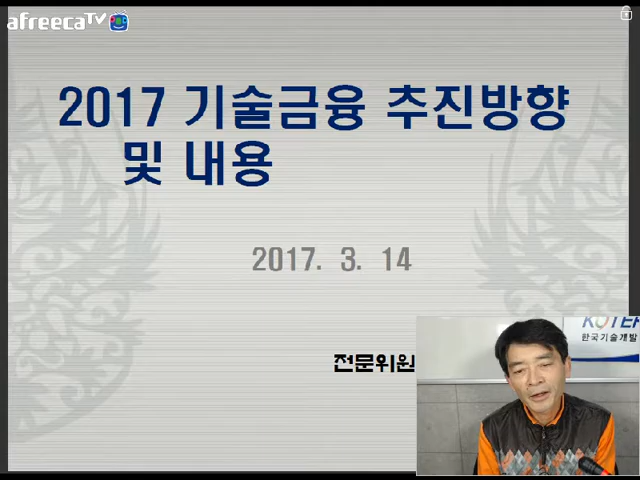 afreecaTV
2017 기술금융 추진방향
및 내용
2017. 3. 14
전문위원
한국기술개발